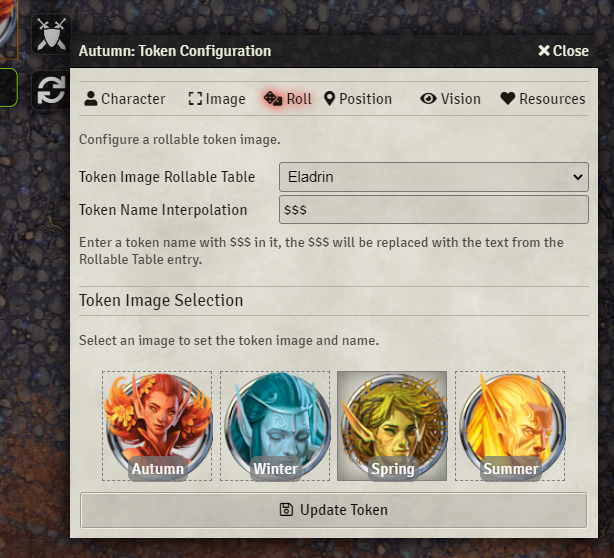 Autumn: Token Configuration
Close
Character Image Roll Position Vision Resources
Configure a rollable token image.
Token Image Rollable Table Eladrin
Token Name Interpolation $$$
Enter a token name with $$$ in it, the $$$ will be replaced with the text from the
Rollable Table entry.
Token Image Selection
Select an image to set the token image and name.
Autumn Winter Spring Summer
Update Token